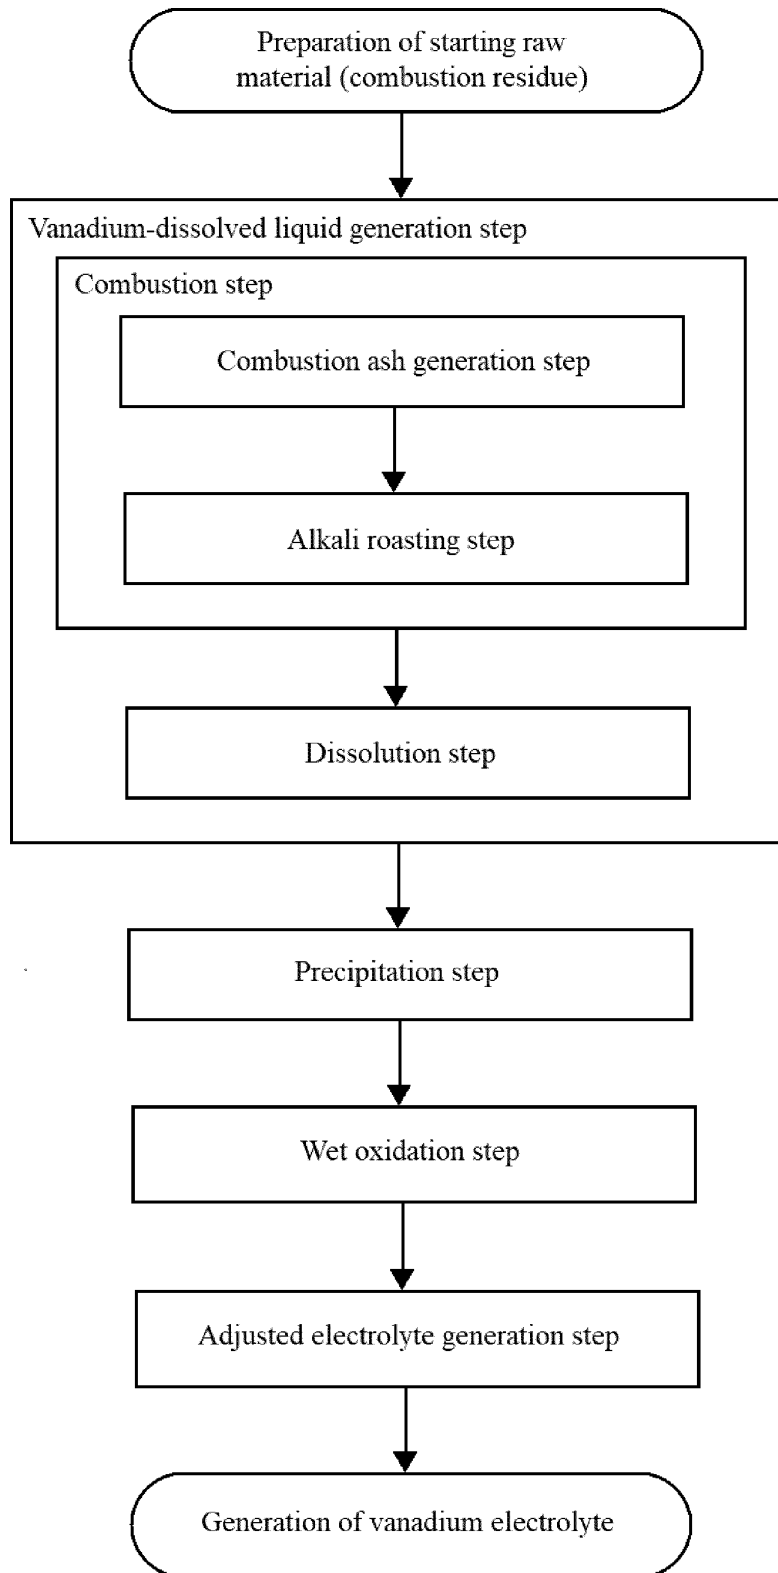 Preparation of starting raw
material (combustion residue)
Vanadium-dissolved liquid generation step
Combustion step
Combustion ash generation step
Alkali roasting step
Dissolution step
Precipitation step
Wet oxidation step
Adjusted electrolyte generation step
Generation of vanadium electrolyte